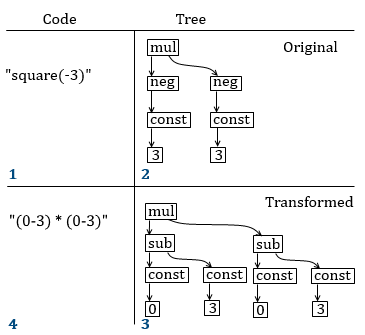 Code Tree
Original
mul
neg neg
"square(-3)"
const const
3 3
1 2
Transformed
mul
"(0-3) * (0-3)"
sub sub
const const const const
0 3 0 3
4 3